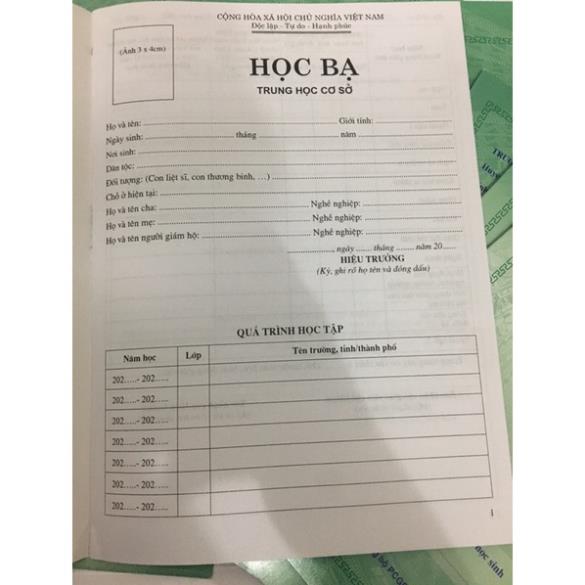 CỘNG HÒA XÃ HỘI CHỦ NGHĨA VIỆT NAM
Độc lập - Tự do - Hạnh phúc
(Ảnh 3 x 4cm)
HỌC BẠ
TRUNG HỌC CƠ SỞ
Họ và tên: Giới tính:
Ngày sinh: tháng năm
Nơi sinh:
Dân tộc:
Đối tượng: (Con liệt sĩ, con thương binh, …)
Chỗ ở hiện tại:
Họ và tên cha: Nghề nghiệp:
Họ và tên mẹ: Nghề nghiệp:
Họ và tên người giám hộ: Nghề nghiệp:
, ngày ....... tháng ........ năm 20......
HIỆU TRƯỞNG
(Ký, ghi rõ họ tên và đóng dấu)
QUÁ TRÌNH HỌC TẬP
Năm học Lớp Tên trường, tỉnh/thành phố
202.....- 202.....
202.....- 202.....
202.....- 202.....
202.....- 202.....
202.....- 202.....
202.....- 202.....
202.....- 202.....
1
học sinh